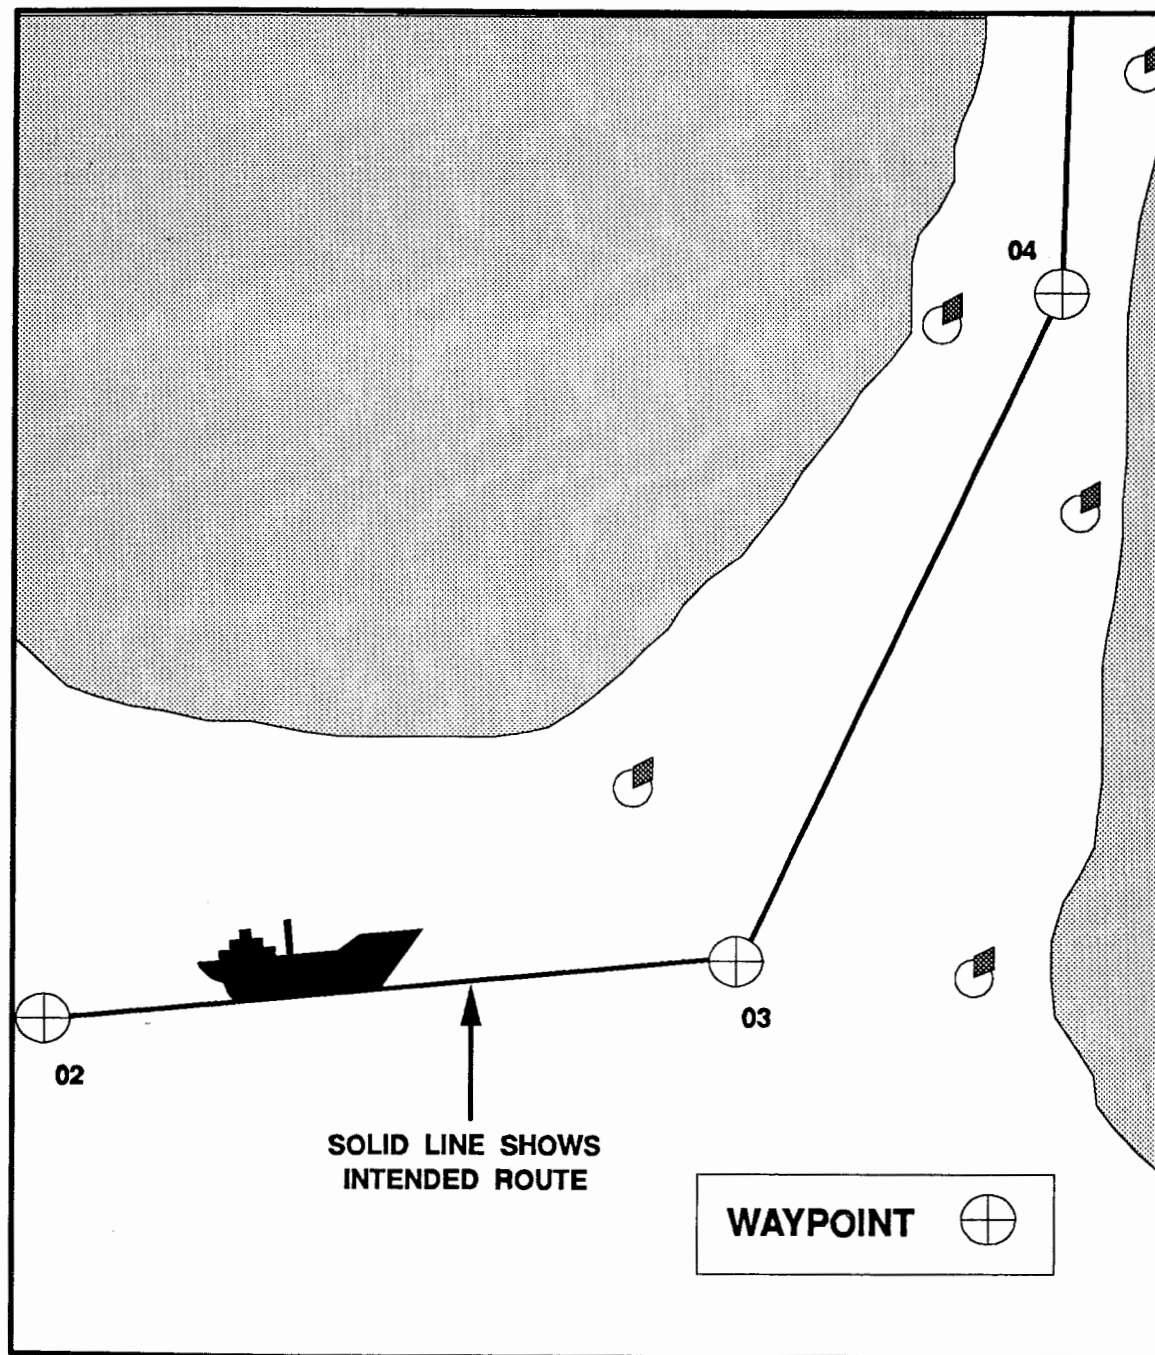 04
03
02
SOLID LINE SHOWS
INTENDED ROUTE
WAYPOINT